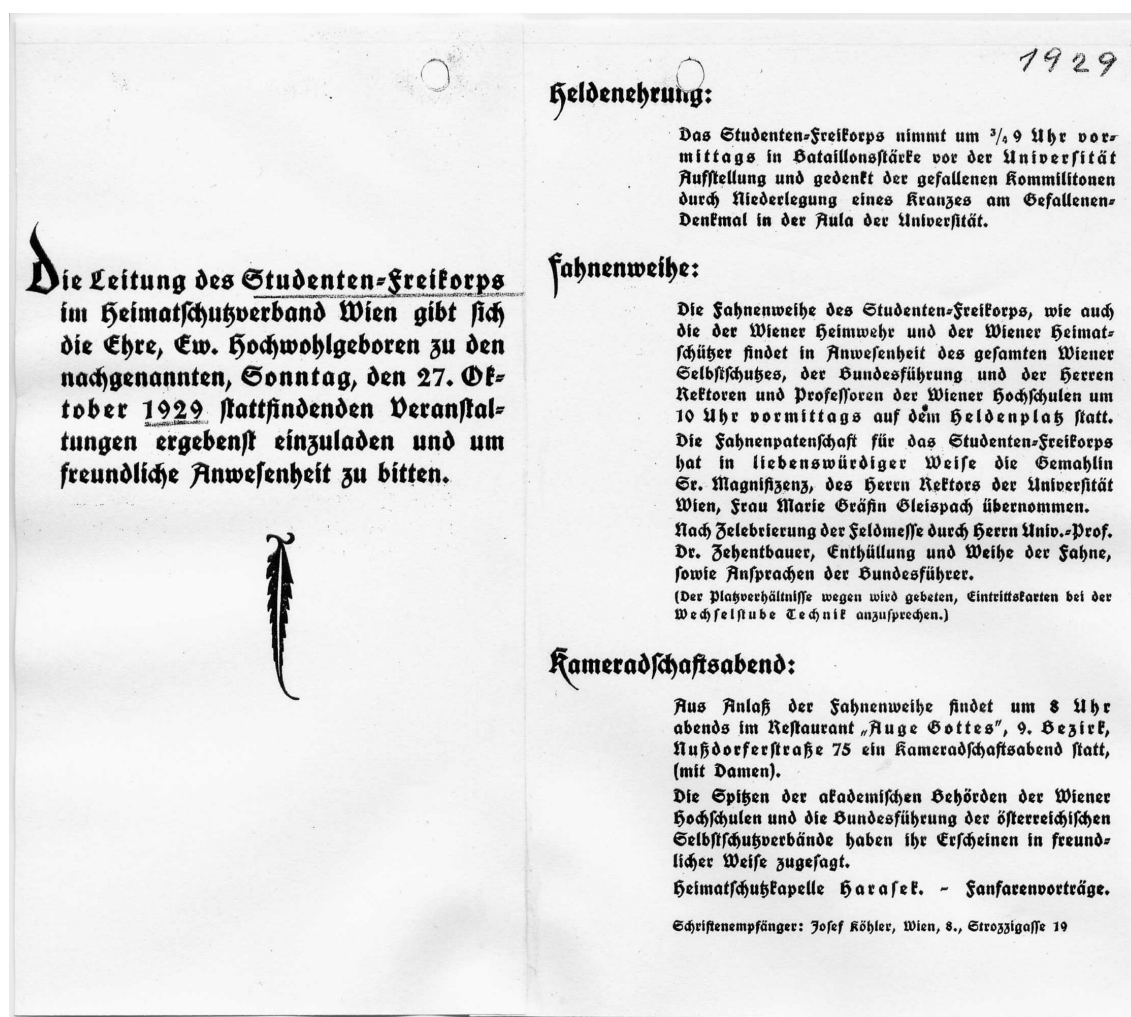 Die Leitung des Studenten-Freikorps
im Heimatschutzverband Wien gibt sich
die Ehre, Ew. Hochwohlgeboren zu den
nachgenannten, Sonntag, den 27. Ok-
tober 1929 stattfindenden Veranstal-
tungen ergebenst einzuladen und um
freundliche Anwesenheit zu bitten.
1929
Heldenehrung:
Das Studenten-Freikorps nimmt um ³/₄ 9 Uhr vor-
mittags in Bataillonsstärke vor der Universität
Aufstellung und gedenkt der gefallenen Kommilitonen
durch Niederlegung eines Kranzes am Gefallenen-
Denkmal in der Aula der Universität.
Fahnenweihe:
Die Fahnenweihe des Studenten-Freikorps, wie auch
die der Wiener Heimwehr und der Wiener Heimat-
schützer findet in Anwesenheit des gesamten Wiener
Selbstschutzes, der Bundesführung und der Herren
Rektoren und Professoren der Wiener Hochschulen um
10 Uhr vormittags auf dem Heldenplatz statt.
Die Fahnenpatenschaft für das Studenten-Freikorps
hat in liebenswürdiger Weise die Gemahlin
Sr. Magnifizenz, des Herrn Rektors der Universität
Wien, Frau Marie Gräfin Gleispach übernommen.
Nach Zelebrierung der Feldmesse durch Herrn Univ.-Prof.
Dr. Zehentbauer, Enthüllung und Weihe der Fahne,
sowie Ansprachen der Bundesführer.
(Der Platzverhältnisse wegen wird gebeten, Eintrittskarten bei der
Wechselstube Technik anzusprechen.)
Kameradschaftsabend:
Aus Anlaß der Fahnenweihe findet um 8 Uhr
abends im Restaurant „Auge Gottes", 9. Bezirk,
Nußdorferstraße 75 ein Kameradschaftsabend statt,
(mit Damen).
Die Spitzen der akademischen Behörden der Wiener
Hochschulen und die Bundesführung der österreichischen
Selbstschutzverbände haben ihr Erscheinen in freund-
licher Weise zugesagt.
Heimatschutzkapelle Harasek. - Fanfarenvorträge.
Schriftenempfänger: Josef Köhler, Wien, 8., Strozzigasse 19